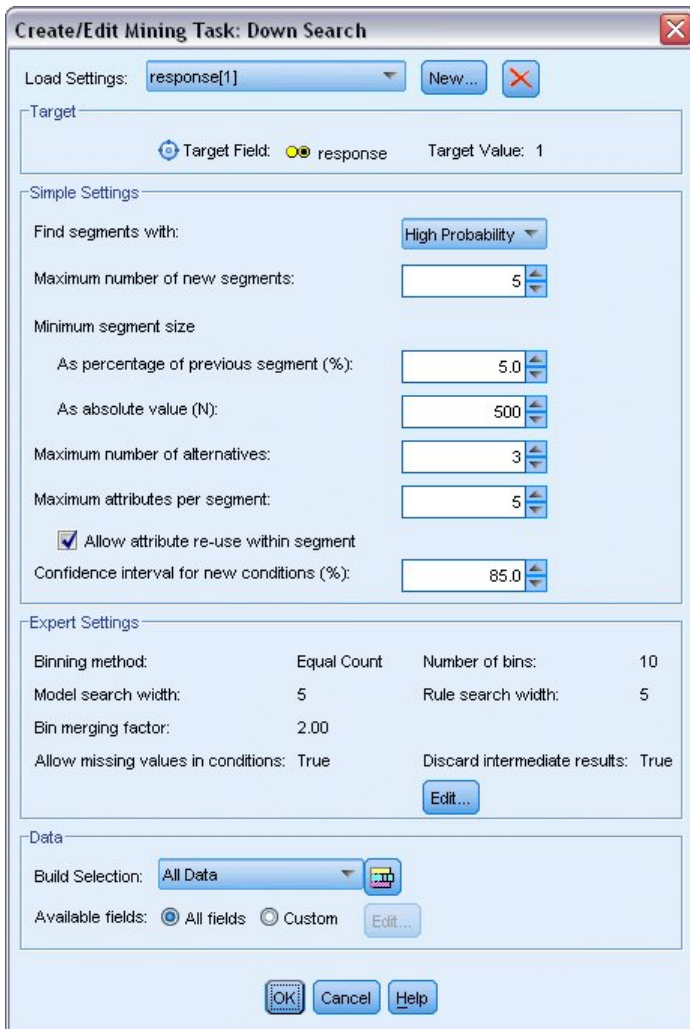 Create/Edit Mining Task: Down Search
Load Settings: response[1] New...
Target
Target Field: response Target Value: 1
Simple Settings
Find segments with: High Probability
Maximum number of new segments: 5
Minimum segment size
As percentage of previous segment (%): 5.0
As absolute value (N): 500
Maximum number of alternatives: 3
Maximum attributes per segment: 5
Allow attribute re-use within segment
Confidence interval for new conditions (%): 85.0
Expert Settings
Binning method: Equal Count Number of bins: 10
Model search width: 5 Rule search width: 5
Bin merging factor: 2.00
Allow missing values in conditions: True Discard intermediate results: True
Edit...
Data
Build Selection: All Data
Available fields: All fields Custom Edit...
OK Cancel Help